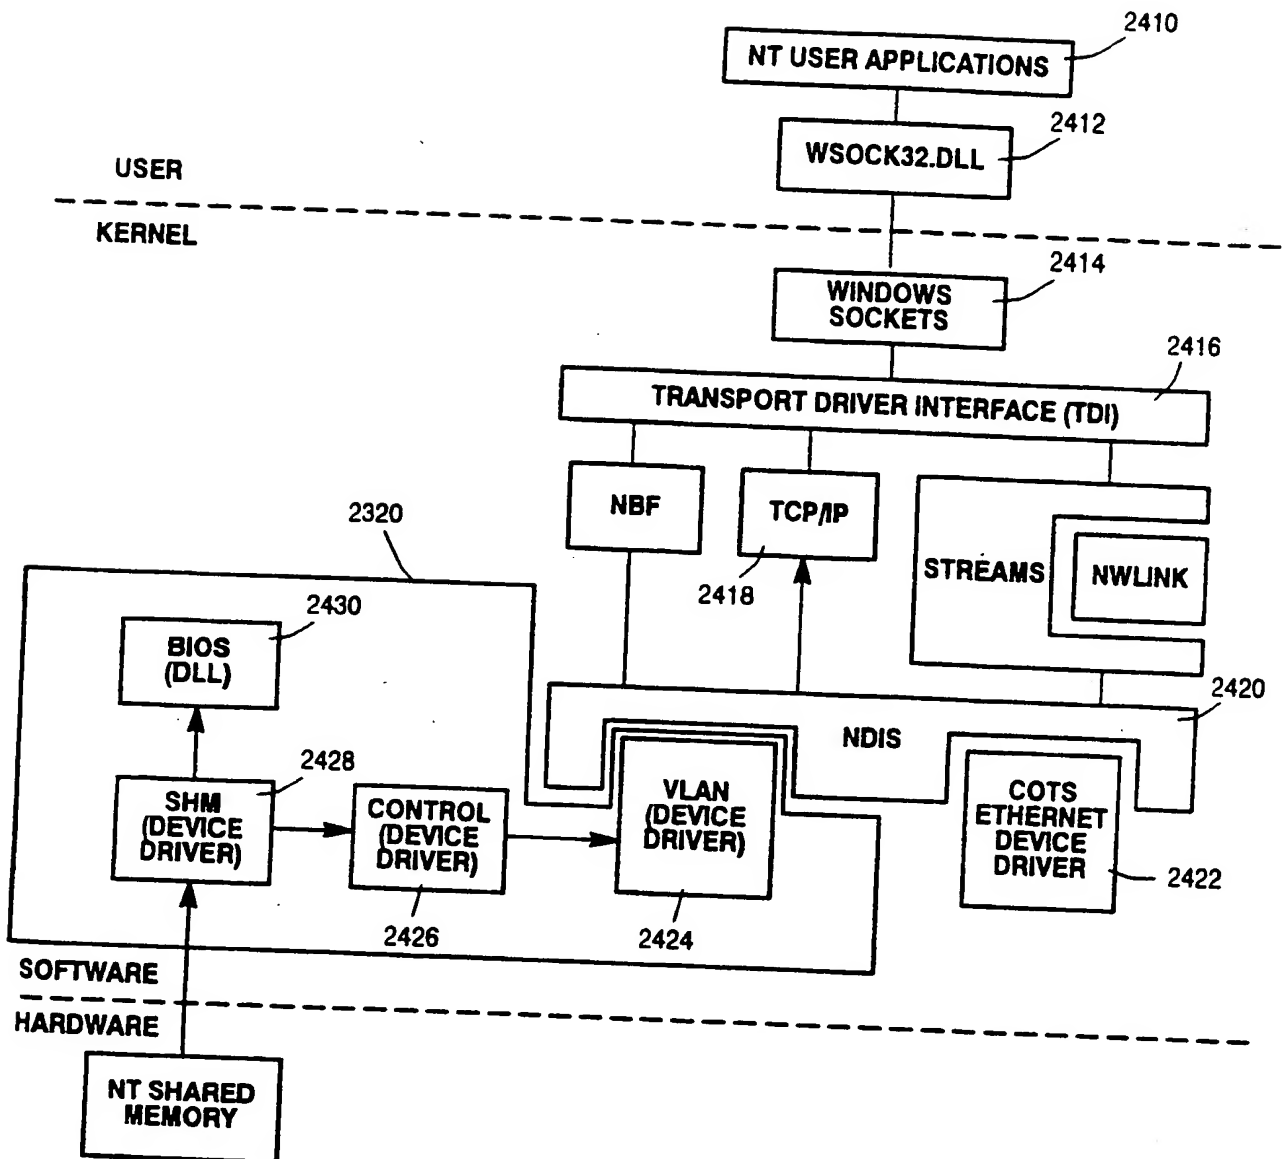 2410
NT USER APPLICATIONS
2412
WSOCK32.DLL
USER
KERNEL
2414
WINDOWS
SOCKETS
2416
TRANSPORT DRIVER INTERFACE (TDI)
NBF
TCP/IP
2418
STREAMS
NWLINK
2320
2430
BIOS
(DLL)
2420
NDIS
2428
SHM
(DEVICE
DRIVER)
CONTROL
(DEVICE
DRIVER)
2426
VLAN
(DEVICE
DRIVER)
2424
COTS
ETHERNET
DEVICE
DRIVER
2422
SOFTWARE
HARDWARE
NT SHARED
MEMORY